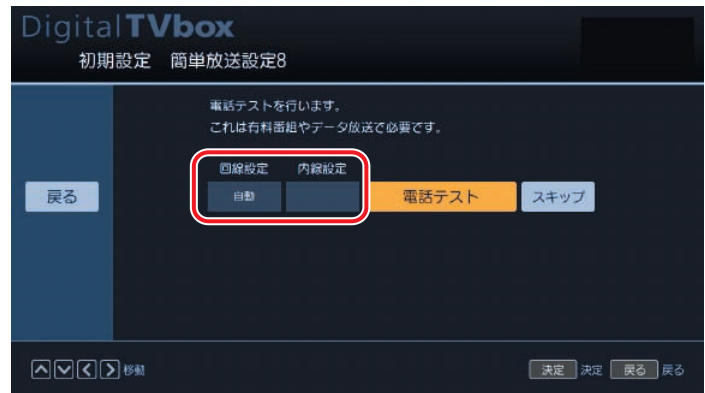 Digital TVbox
初期設定 簡単放送設定8
電話テストを行います。
これは有料番組やデータ放送で必要です。
回線設定 内線設定
戻る 自動 電話テスト スキップ
移動 決定 決定 戻る 戻る